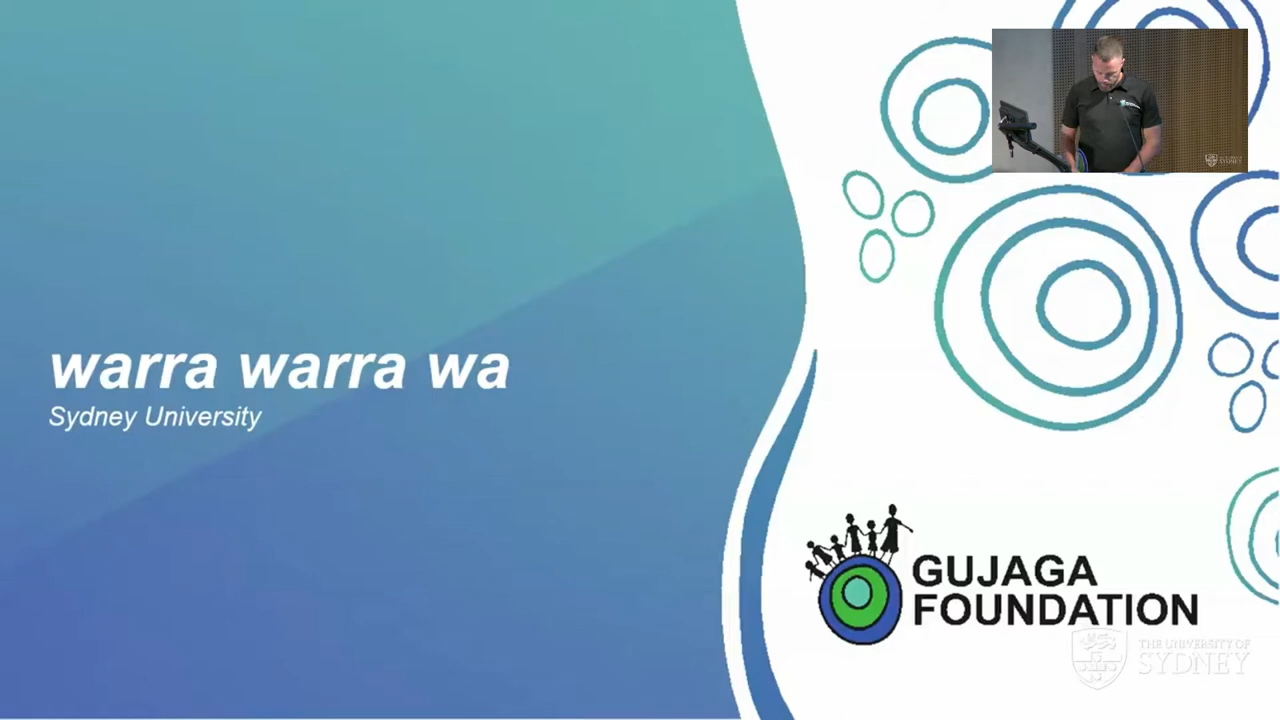 warra warra wa
Sydney University
GUJAGA
FOUNDATION
THE UNIVERSITY OF
SYDNEY